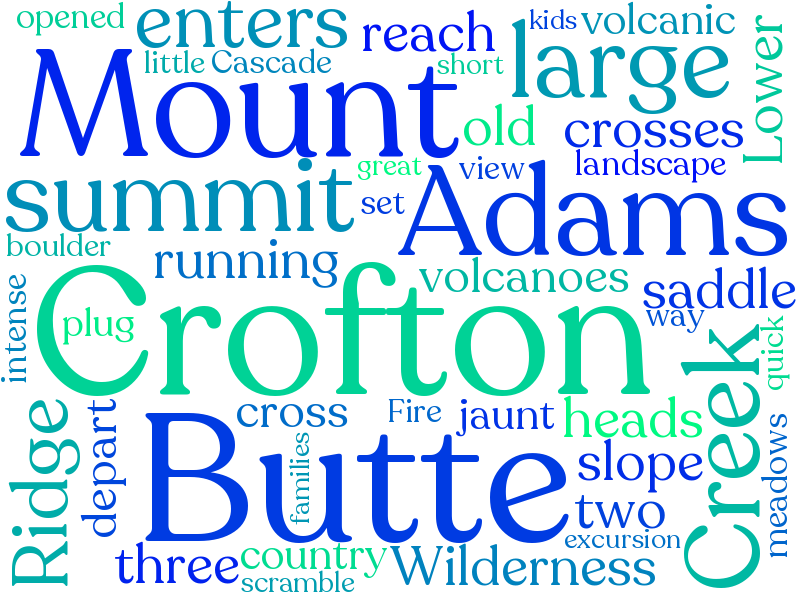 opened
enters
reach
kids
volcanic
Lower
little
Cascade
short
large
Mount
old
crosses
great
view
landscape
summit
set
Adams
boulder
running
volcanoes
saddle
intense
Crofton
plug
way
quick
Creek
Ridge
depart
cross
Fire
jaunt
heads
families
Butte
slope
meadows
two
excursion
three
country
Wilderness
scramble